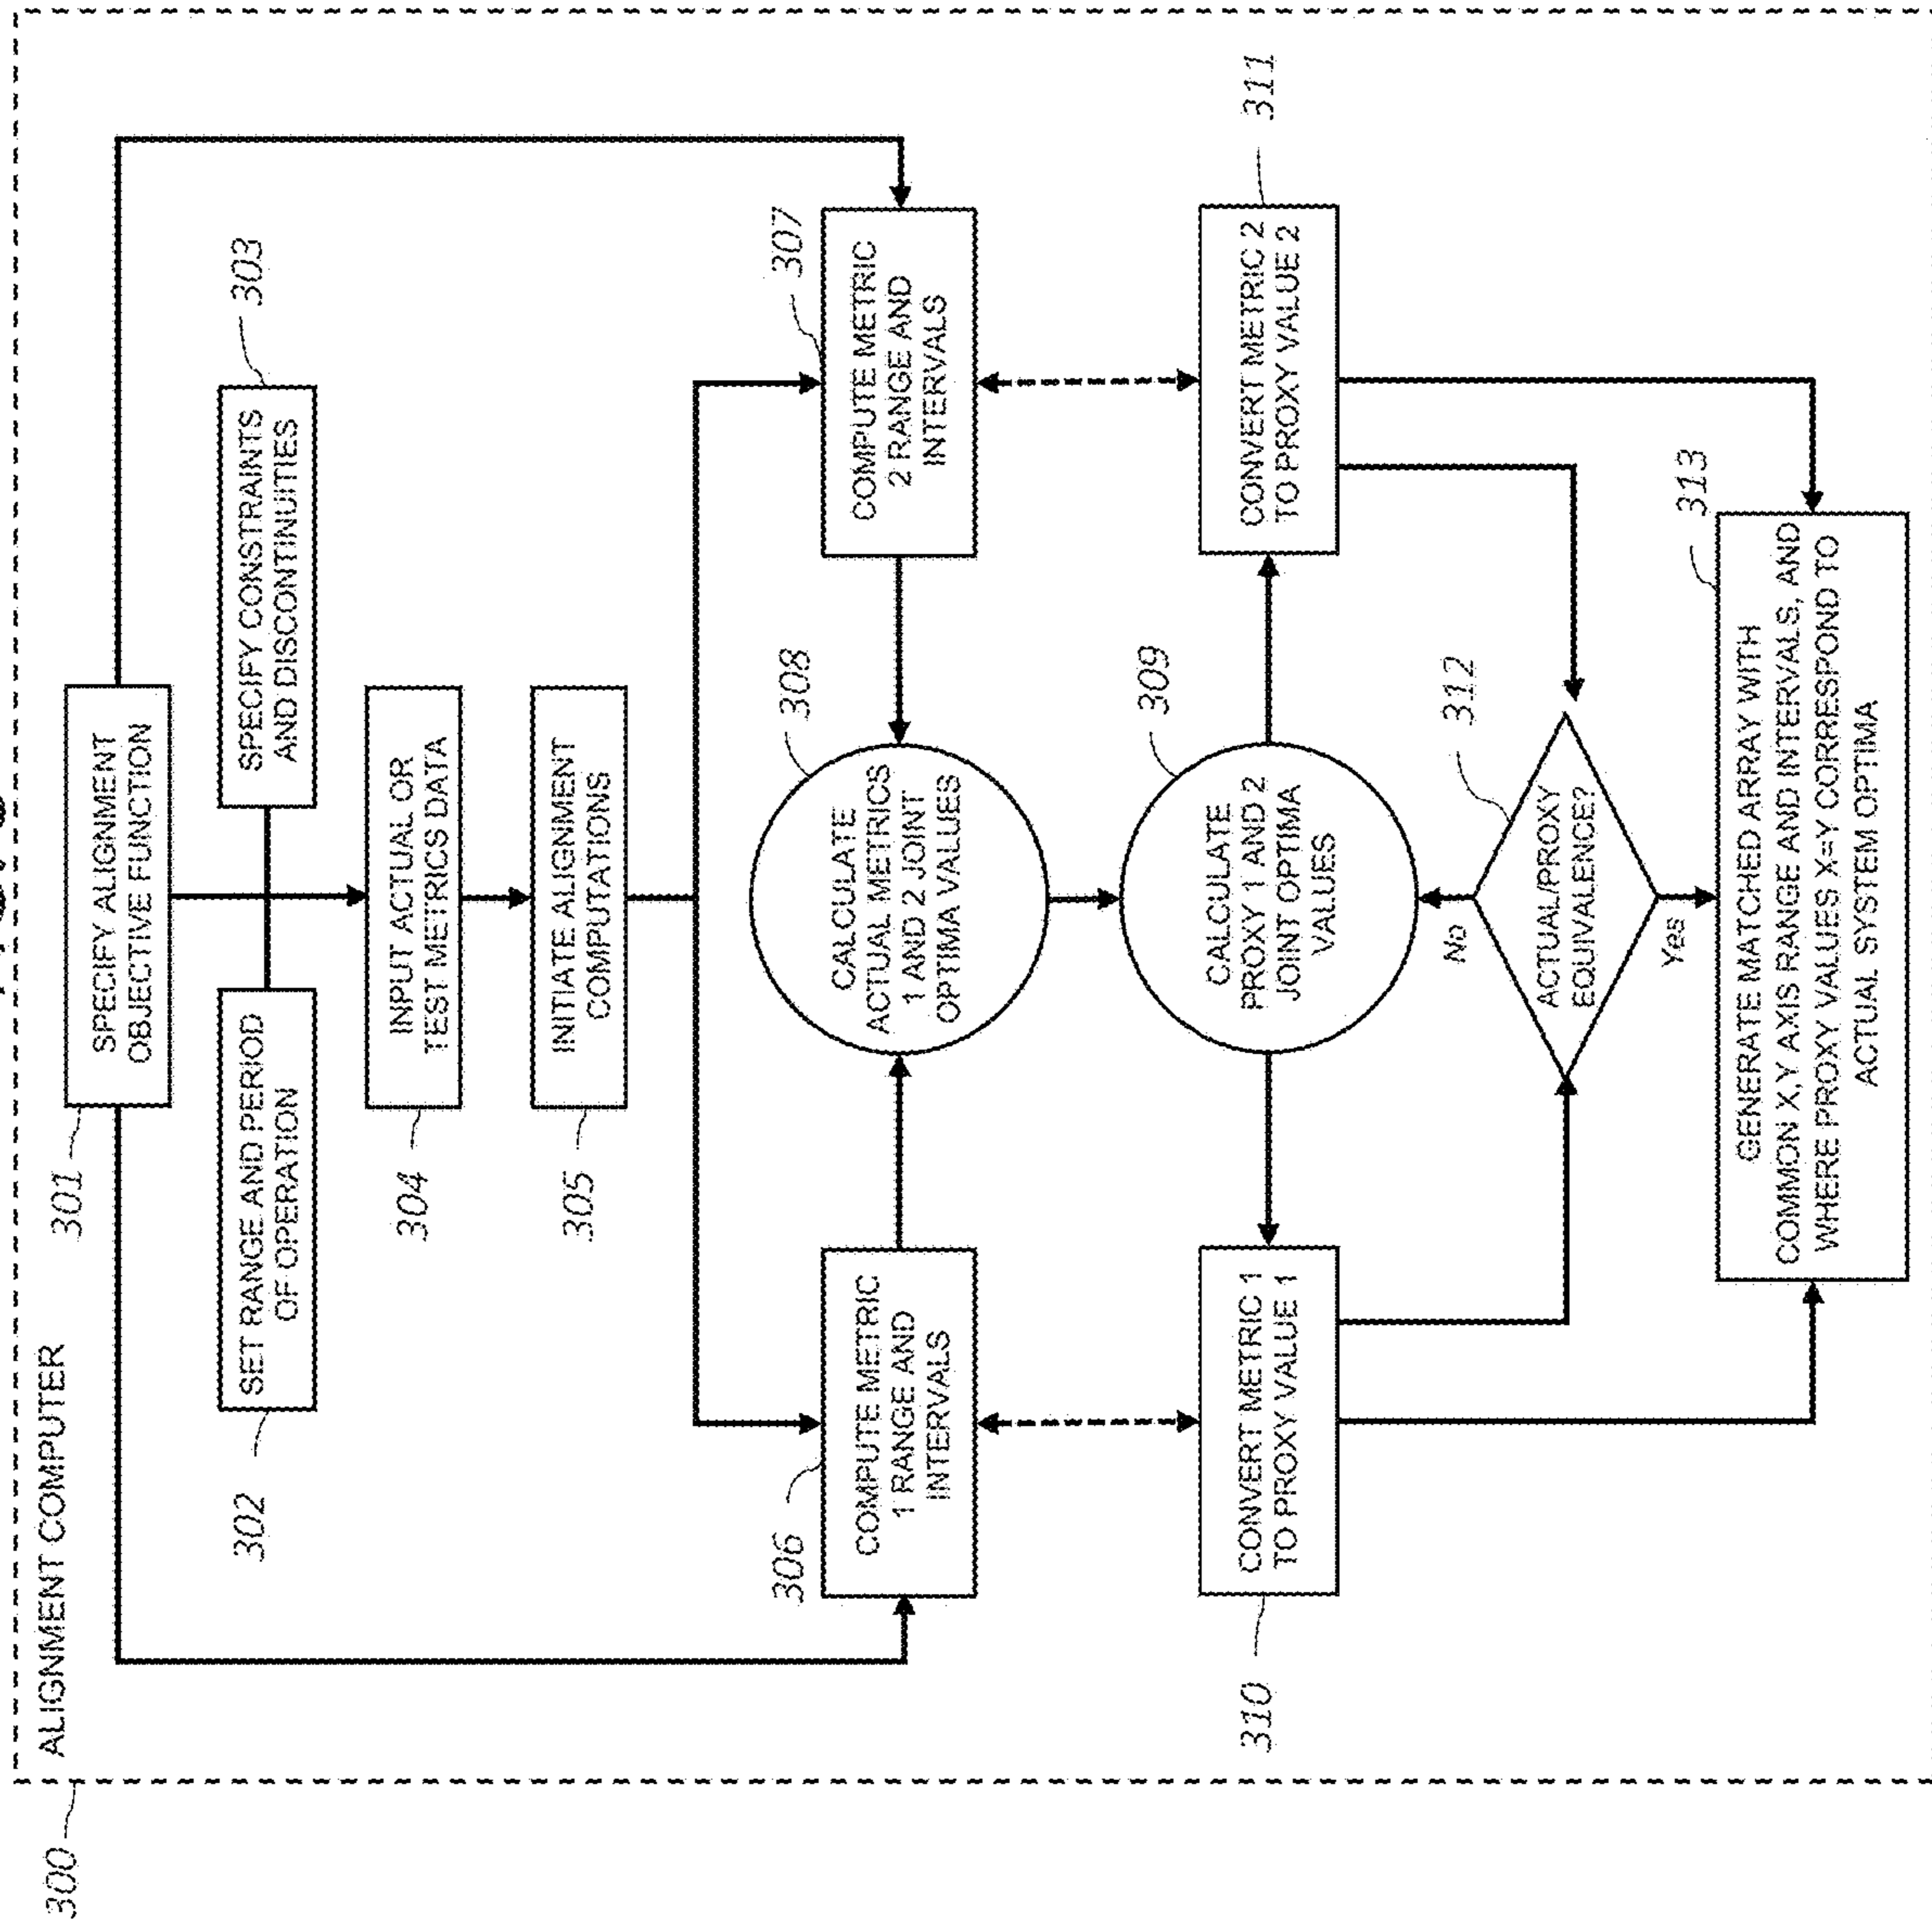 300
ALIGNMENT COMPUTER
301
SPECIFY ALIGNMENT
OBJECTIVE FUNCTION
302
SET RANGE AND PERIOD
OF OPERATION
303
SPECIFY CONSTRAINTS
AND DISCONTINUITIES
304
INPUT ACTUAL OR
TEST METRICS DATA
305
INITIATE ALIGNMENT
COMPUTATIONS
306
COMPUTE METRIC
1 RANGE AND
INTERVALS
308
CALCULATE
ACTUAL METRICS
1 AND 2 JOINT
OPTIMA VALUES
307
COMPUTE METRIC
2 RANGE AND
INTERVALS
310
CONVERT METRIC 1
TO PROXY VALUE 1
309
CALCULATE
PROXY 1 AND 2
JOINT OPTIMA
VALUES
311
CONVERT METRIC 2
TO PROXY VALUE 2
No
312
ACTUAL/PROXY
EQUIVALENCE?
Yes
313
GENERATE MATCHED ARRAY WITH
COMMON X,Y AXIS RANGE AND INTERVALS, AND
WHERE PROXY VALUES X=Y CORRESPOND TO
ACTUAL SYSTEM OPTIMA